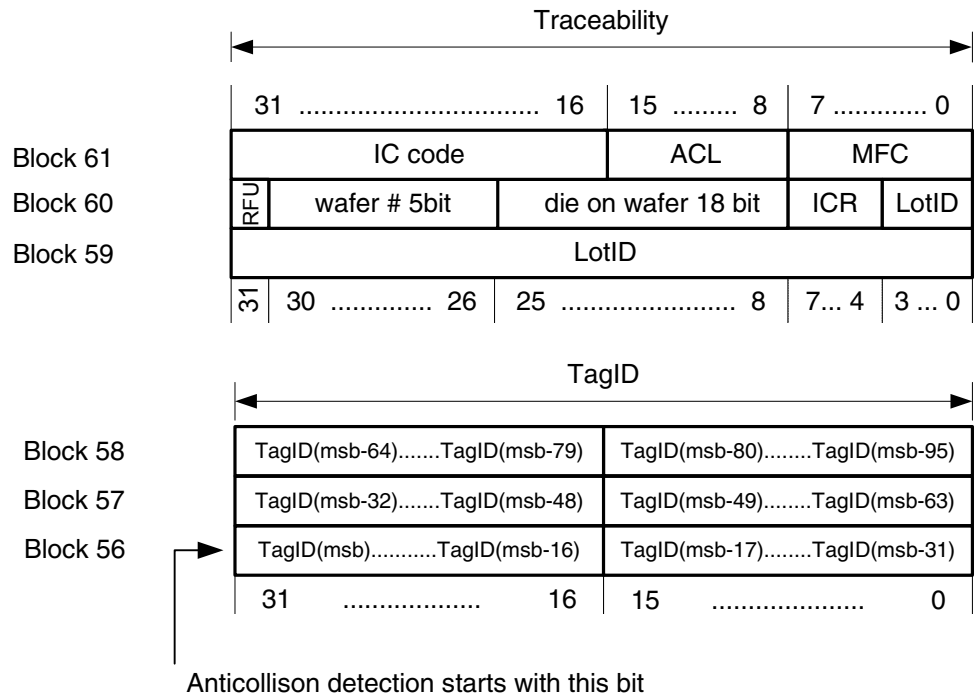 Traceability
31 ................................ 16 15 ......... 8 7 ............. 0
Block 61 IC code ACL MFC
Block 60 RFU wafer # 5bit die on wafer 18 bit ICR LotID
Block 59 LotID
31 30 .............. 26 25 ........................ 8 7... 4 3 ... 0
TagID
Block 58 TagID(msb-64).......TagID(msb-79) TagID(msb-80)........TagID(msb-95)
Block 57 TagID(msb-32).......TagID(msb-48) TagID(msb-49)........TagID(msb-63)
Block 56 TagID(msb)...........TagID(msb-16) TagID(msb-17)........TagID(msb-31)
31 ................... 16 15 ..................... 0
Anticollison detection starts with this bit